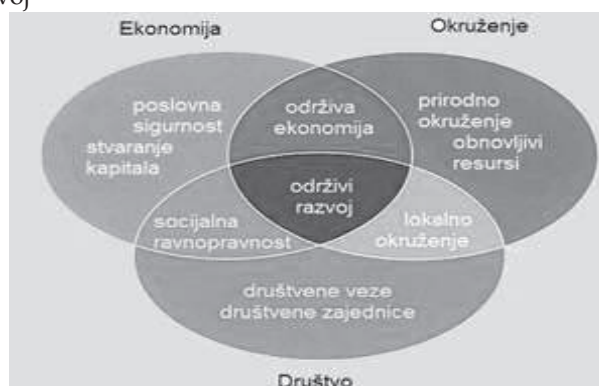 voj
Ekonomija
Okruženje
poslovna
sigurnost
stvaranje
kapitala
održiva
ekonomija
prirodno
okruženje
obnovljivi
resursi
održivi
razvoj
socijalna
ravnopravnost
lokalno
okruženje
društvene veze
društvene zajednice
Društvo